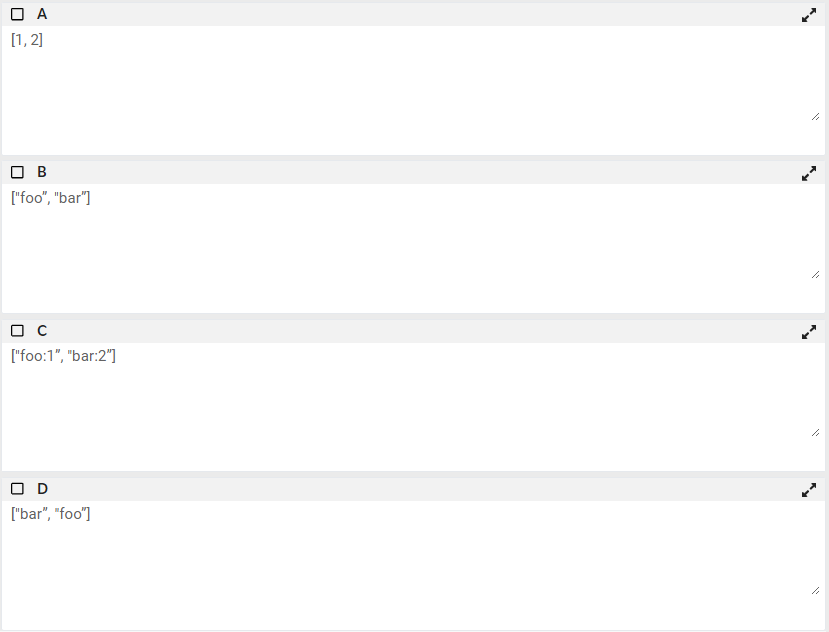 A
[1, 2]
B
["foo”, "bar”]
C
["foo:1”, "bar:2”]
D
["bar”, "foo”]